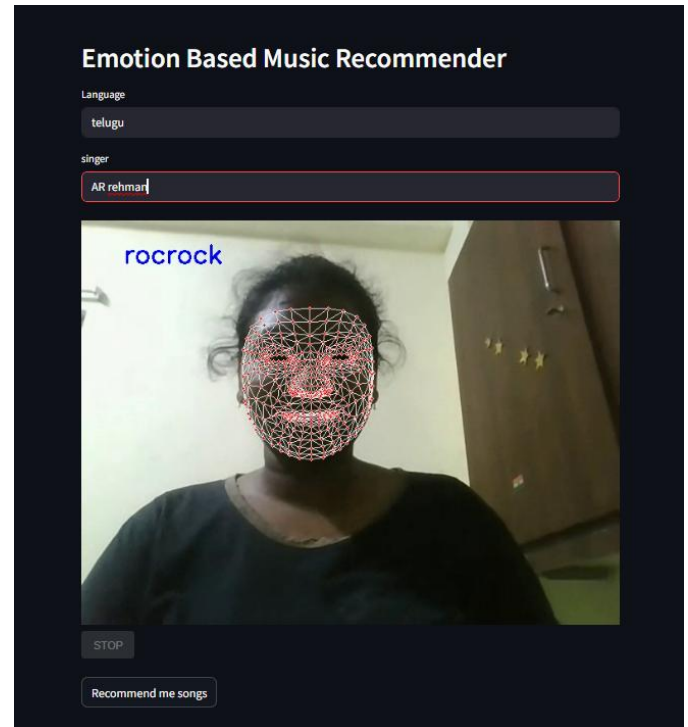 Emotion Based Music Recommender
Language
telugu
singer
AR rehman
rocrock
STOP
Recommend me songs